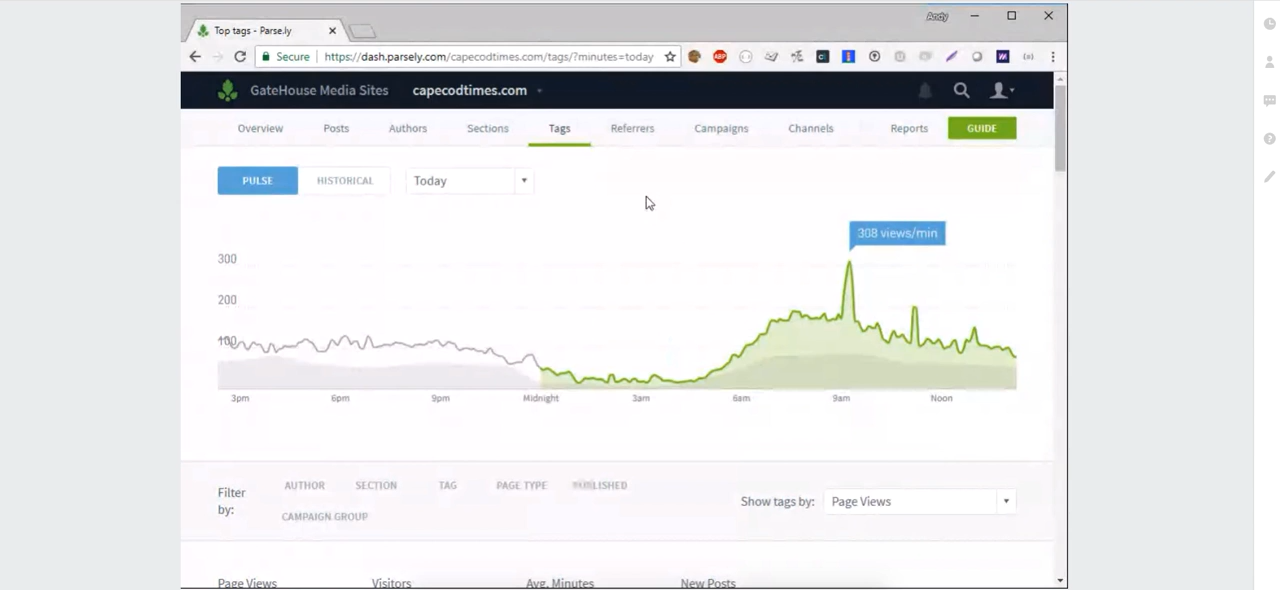 Top tags - Parse.ly
Andy
Secure https://dash.parsely.com/capecodtimes.com/tags/?minutes=today
ABP
GateHouse Media Sites capecodtimes.com
Overview Posts Authors Sections Tags Referrers Campaigns Channels Reports GUIDE
PULSE HISTORICAL Today
308 views/min
300
200
100
3pm 6pm 9pm Midnight 3am 6am 9am Noon
Filter by:
AUTHOR SECTION TAG PAGE TYPE PUBLISHED
CAMPAIGN GROUP
Show tags by: Page Views
Page Views Visitors Avg. Minutes New Posts